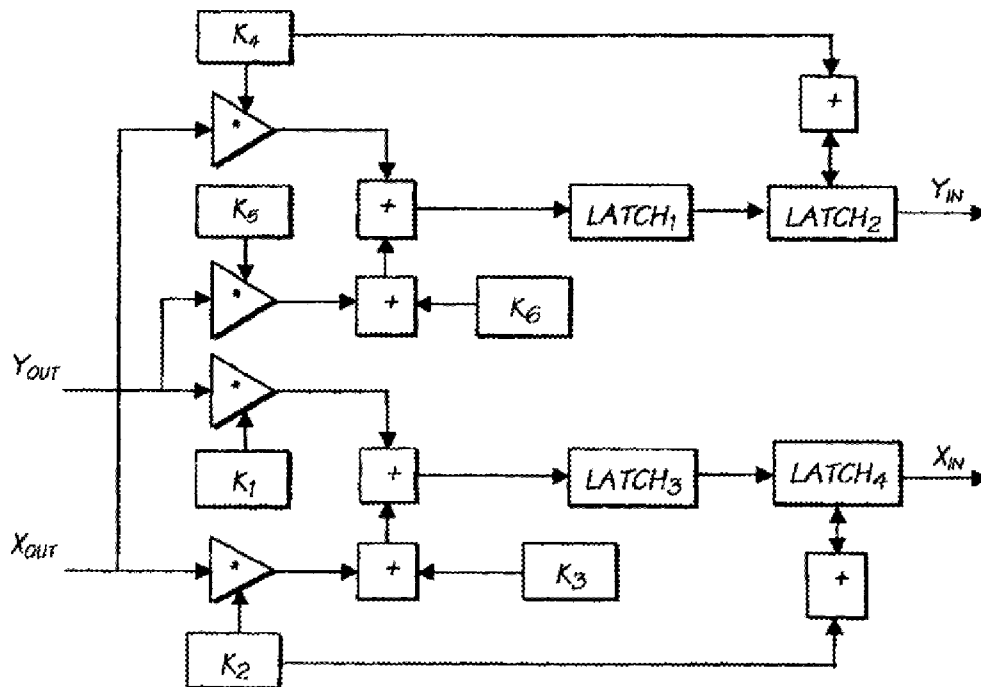 K4
+
*
K5
+
LATCH1
LATCH2
YIN
*
+
K6
YOUT
*
K1
+
LATCH3
LATCH4
XIN
XOUT
*
+
K3
+
K2